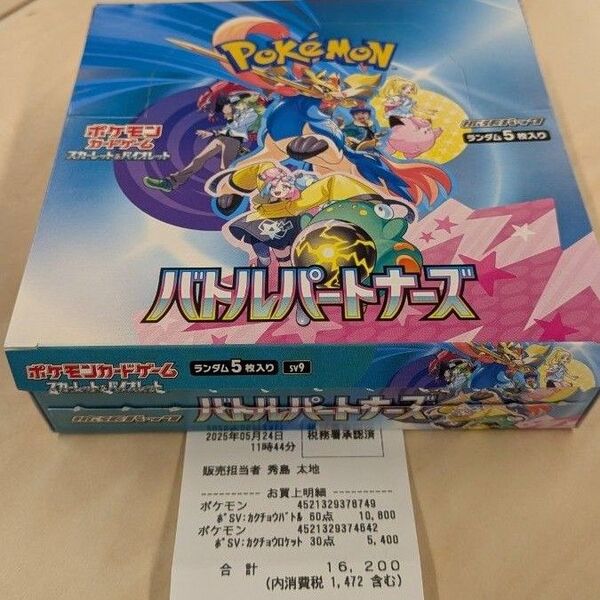 POKÉMON
ポケモン
カードゲーム
スカーレット&バイオレット
拡張パック
ランダム5枚入り
バトルパートナーズ
ポケモンカードゲーム
スカーレット&バイオレット
ランダム5枚入り
sv9
拡張パック
バトルパートナーズ
2025年05月24日
11時44分
税務署承認済
販売担当者 秀島 太地
---------- お買上明細 ----------
ポケモン 4521329378749
ポSV:カクチョウバトル 60点 10,800
ポケモン 4521329374642
ポSV:カクチョウロケット 30点 5,400
合計 16,200
(内消費税 1,472 含む)